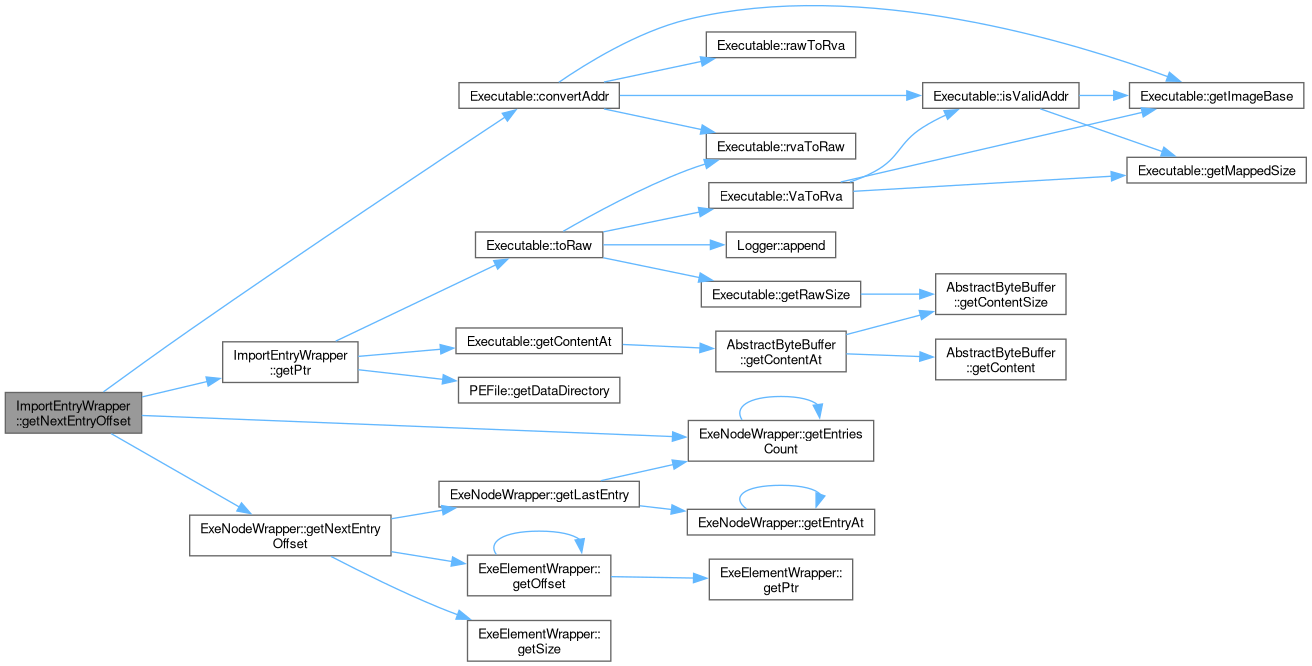 Executable::rawToRva
Executable::convertAddr
Executable::isValidAddr
Executable::getImageBase
Executable::rvaToRaw
Executable::getMappedSize
Executable::VaToRva
Executable::toRaw
Logger::append
Executable::getRawSize
AbstractByteBuffer
::getContentSize
ImportEntryWrapper
::getPtr
Executable::getContentAt
AbstractByteBuffer
::getContentAt
AbstractByteBuffer
::getContent
PEFile::getDataDirectory
ImportEntryWrapper
::getNextEntryOffset
ExeNodeWrapper::getEntries
Count
ExeNodeWrapper::getLastEntry
ExeNodeWrapper::getEntryAt
ExeNodeWrapper::getNextEntry
Offset
ExeElementWrapper::
getOffset
ExeElementWrapper::
getPtr
ExeElementWrapper::
getSize